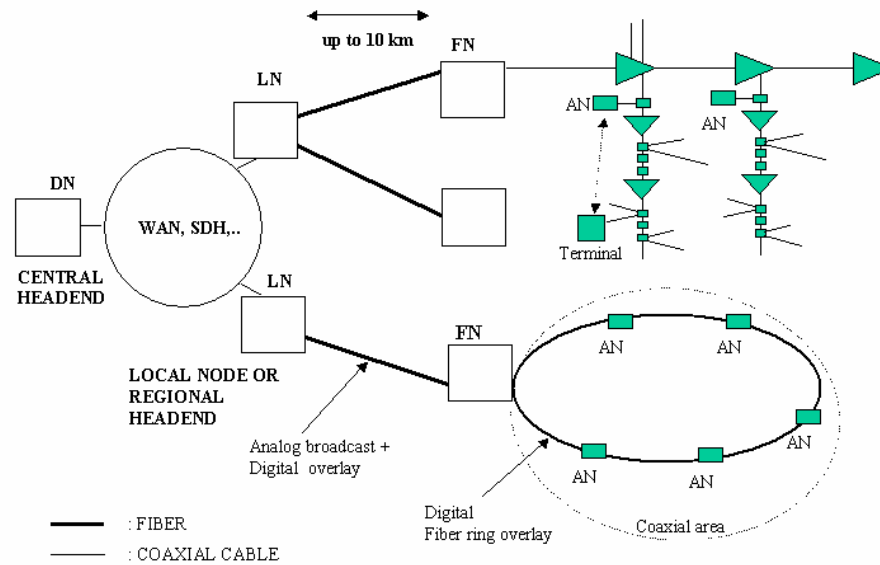 up to 10 km
FN
LN
AN
AN
DN
WAN, SDH,..
Terminal
CENTRAL
HEADEND
LN
FN
AN
AN
LOCAL NODE OR
REGIONAL
HEADEND
AN
Analog broadcast +
Digital overlay
AN
AN
Digital
Fiber ring overlay
Coaxial area
: FIBER
: COAXIAL CABLE